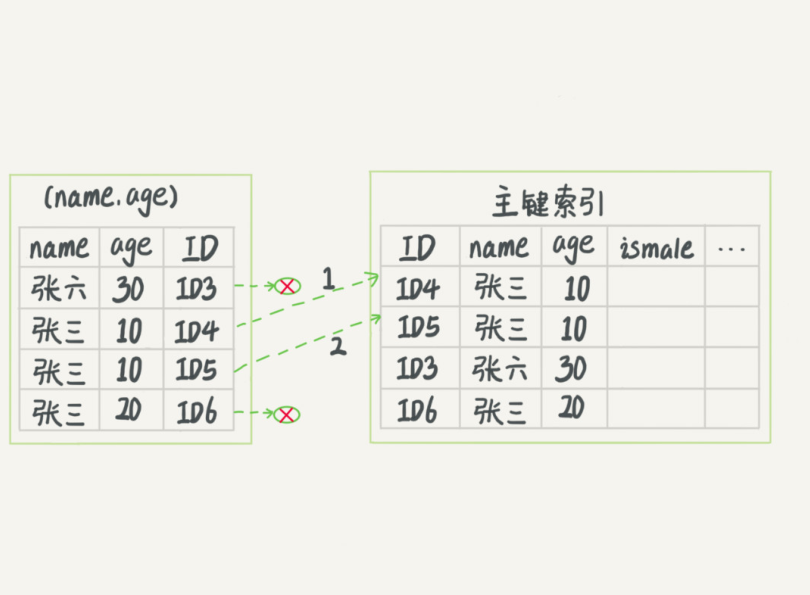 (name.age)
name age ID
张六 30 ID3
张三 10 ID4
张三 10 ID5
张三 20 ID6
1
2
主键索引
ID name age ismale ...
ID4 张三 10
ID5 张三 10
ID3 张六 30
ID6 张三 20